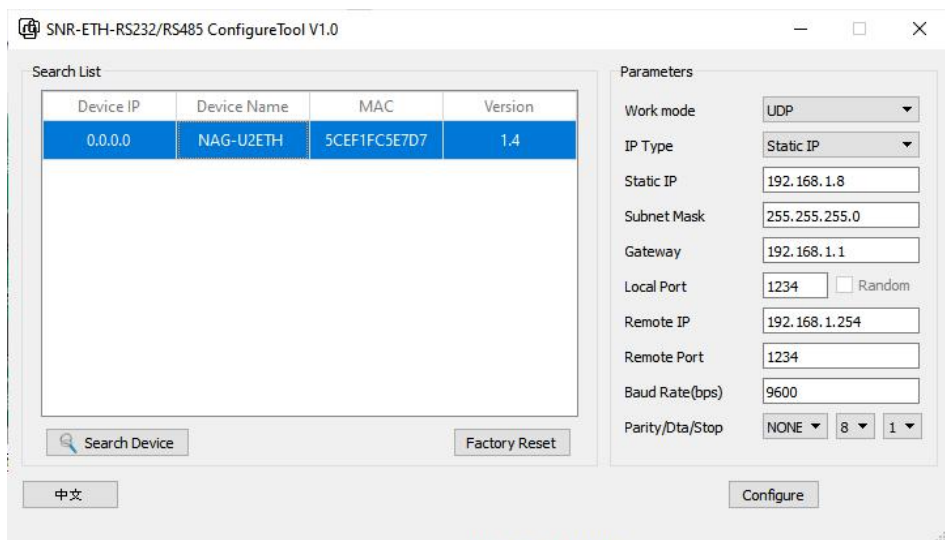 SNR-ETH-RS232/RS485 ConfigureTool V1.0
Search List
Device IP Device Name MAC Version
0.0.0.0 NAG-U2ETH 5CEF1FC5E7D7 1.4
Search Device
Factory Reset
Parameters
Work mode UDP
IP Type Static IP
Static IP 192.168.1.8
Subnet Mask 255.255.255.0
Gateway 192.168.1.1
Local Port 1234 Random
Remote IP 192.168.1.254
Remote Port 1234
Baud Rate(bps) 9600
Parity/Dta/Stop NONE 8 1
中文
Configure